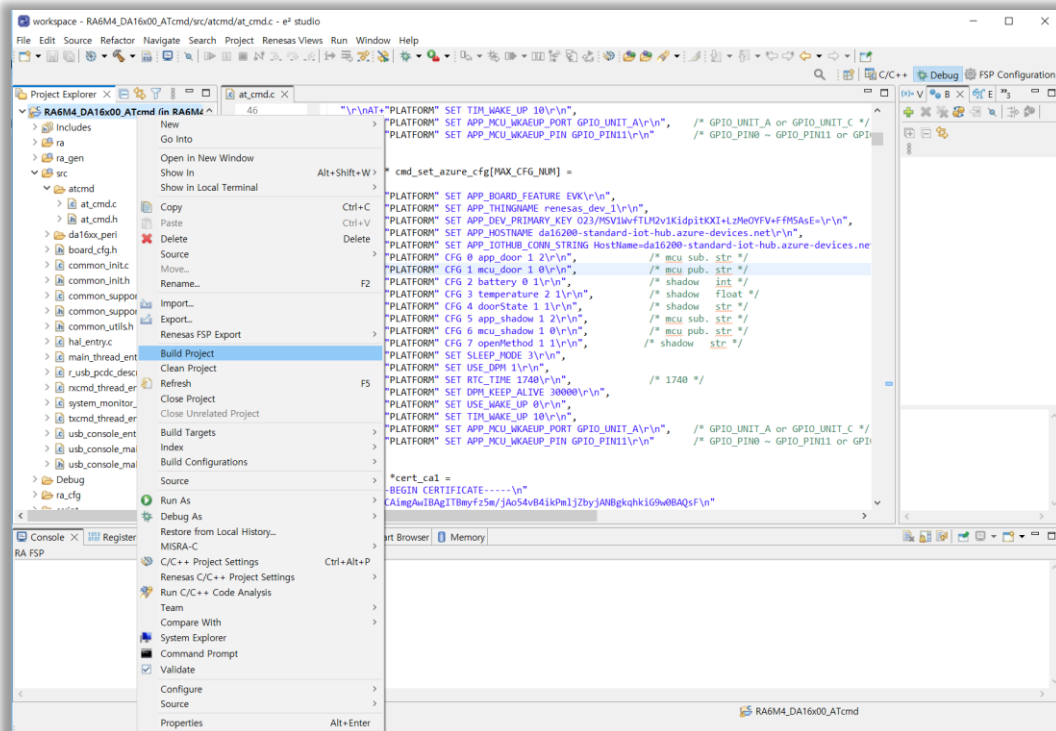 workspace - RA6M4_DA16x00_ATcmd/src/atcmd/at_cmd.c - e² studio
File Edit Source Refactor Navigate Search Project Renesas Views Run Window Help
C/C++ Debug FSP Configuration
Project Explorer
RA6M4_DA16x00_ATcmd (in RA6M4
Includes
ra
ra_gen
src
atcmd
at_cmd.c
at_cmd.h
da16xx_peri
board_cfg.h
common_init.c
common_init.h
common_suppor
common_suppor
common_utils.h
hal_entry.c
main_thread_ent
r_usb_pcdc_descr
rxcmd_thread_er
system_monitor_
txcmd_thread_er
usb_console_ent
usb_console_mai
usb_console_mai
Debug
ra_cfg
New
Go Into
Open in New Window
Show In Alt+Shift+W
Show in Local Terminal
Copy Ctrl+C
Paste Ctrl+V
Delete Delete
Source
Move...
Rename... F2
Import...
Export...
Renesas FSP Export
Build Project
Clean Project
Refresh F5
Close Project
Close Unrelated Project
Build Targets
Index
Build Configurations
Source
Run As
Debug As
Restore from Local History...
MISRA-C
C/C++ Project Settings Ctrl+Alt+P
Renesas C/C++ Project Settings
Run C/C++ Code Analysis
Team
Compare With
System Explorer
Command Prompt
Validate
Configure
Source
Properties Alt+Enter
at_cmd.c
46 "\r\nAT+"PLATFORM" SET TIM_WAKE_UP 10\r\n",
"PLATFORM" SET APP_MCU_WKAEUP_PORT GPIO_UNIT_A\r\n", /* GPIO_UNIT_A or GPIO_UNIT_C */
"PLATFORM" SET APP_MCU_WKAEUP_PIN GPIO_PIN11\r\n" /* GPIO_PIN0 ~ GPIO_PIN11 or GPI
* cmd_set_azure_cfg[MAX_CFG_NUM] =
"PLATFORM" SET APP_BOARD_FEATURE EVK\r\n",
"PLATFORM" SET APP_THINGNAME renesas_dev_1\r\n",
"PLATFORM" SET APP_DEV_PRIMARY_KEY O23/MSV1WvfTLM2v1KidpitKXI+LzMeOYFV+FfM5AsE=\r\n",
"PLATFORM" SET APP_HOSTNAME da16200-standard-iot-hub.azure-devices.net\r\n",
"PLATFORM" SET APP_IOTHUB_CONN_STRING HostName=da16200-standard-iot-hub.azure-devices.ne
"PLATFORM" CFG 0 app_door 1 2\r\n", /* mcu sub. str */
"PLATFORM" CFG 1 mcu_door 1 0\r\n", /* mcu pub. str */
"PLATFORM" CFG 2 battery 0 1\r\n", /* shadow int */
"PLATFORM" CFG 3 temperature 2 1\r\n", /* shadow float */
"PLATFORM" CFG 4 doorState 1 1\r\n", /* shadow str */
"PLATFORM" CFG 5 app_shadow 1 2\r\n", /* mcu sub. str */
"PLATFORM" CFG 6 mcu_shadow 1 0\r\n", /* mcu pub. str */
"PLATFORM" CFG 7 openMethod 1 1\r\n", /* shadow str */
"PLATFORM" SET SLEEP_MODE 3\r\n",
"PLATFORM" SET USE_DPM 1\r\n",
"PLATFORM" SET RTC_TIME 1740\r\n", /* 1740 */
"PLATFORM" SET DPM_KEEP_ALIVE 30000\r\n",
"PLATFORM" SET USE_WAKE_UP 0\r\n",
"PLATFORM" SET TIM_WAKE_UP 10\r\n",
"PLATFORM" SET APP_MCU_WKAEUP_PORT GPIO_UNIT_A\r\n", /* GPIO_UNIT_A or GPIO_UNIT_C */
"PLATFORM" SET APP_MCU_WKAEUP_PIN GPIO_PIN11\r\n" /* GPIO_PIN0 ~ GPIO_PIN11 or GPI
*cert_ca1 =
-BEGIN CERTIFICATE-----\n"
V B E 3
Console Register
art Browser Memory
RA FSP
RA6M4_DA16x00_ATcmd